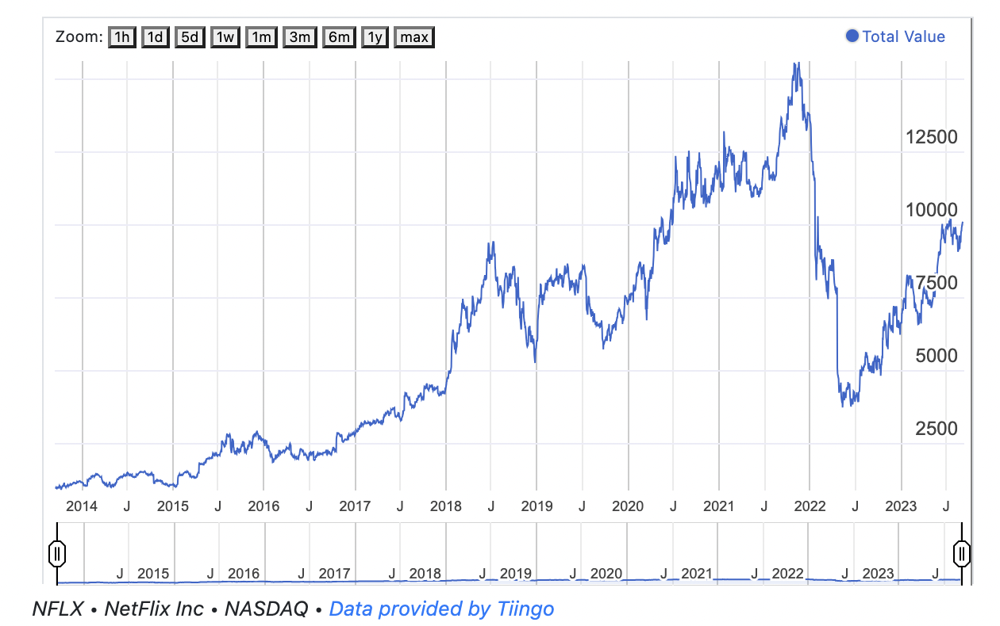 Zoom: 1h 1d 5d 1w 1m 3m 6m 1y max Total Value
12500
10000
7500
5000
2500
2014 J 2015 J 2016 J 2017 J 2018 J 2019 J 2020 J 2021 J 2022 J 2023 J
J 2015 J 2016 J 2017 J 2018 J 2019 J 2020 J 2021 J 2022 J 2023 J
NFLX • NetFlix Inc • NASDAQ • Data provided by Tiingo